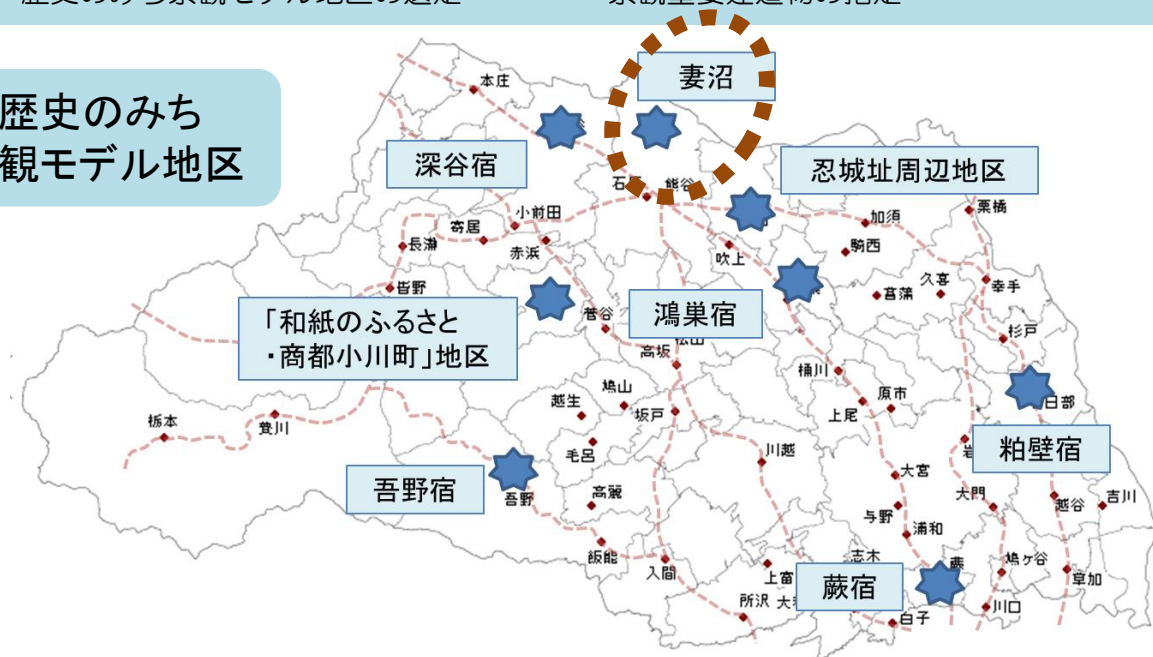 歴史のみち
観モデル地区
妻沼
本庄
深谷宿
忍城址周辺地区
熊谷
栗橋
小前田
寄居
加須
長瀞
赤浜
吹上
騎西
皆野
菖蒲
久喜
幸手
「和紙のふるさと
・商都小川町」地区
菅谷
鴻巣宿
杉戸
高坂
桶川
鳩山
越生
坂戸
上尾
原市
栃本
贄川
毛呂
川越
粕壁宿
吾野宿
吾野
高麗
大宮
大門
与野
越谷
吉川
浦和
飯能
入間
上富
志木
蕨宿
鳩ヶ谷
草加
所沢
白子
川口